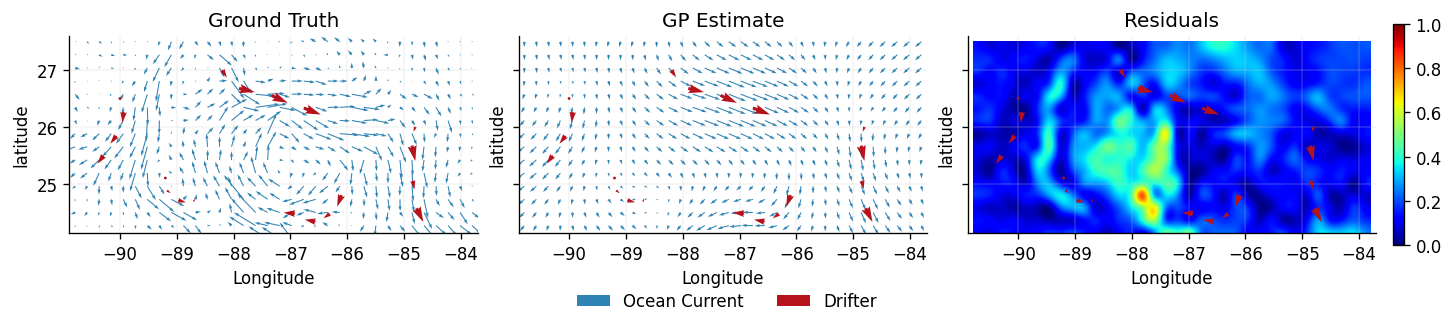 Ground Truth
GP Estimate
Residuals
latitude
27
26
25
−90 −89 −88 −87 −86 −85 −84
Longitude
latitude
−90 −89 −88 −87 −86 −85 −84
Longitude
latitude
−90 −89 −88 −87 −86 −85 −84
Longitude
1.0
0.8
0.6
0.4
0.2
0.0
Ocean Current
Drifter